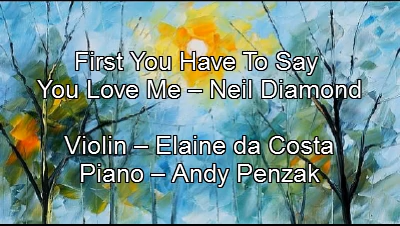 First You Have To Say
You Love Me – Neil Diamond
Violin – Elaine da Costa
Piano – Andy Penzak